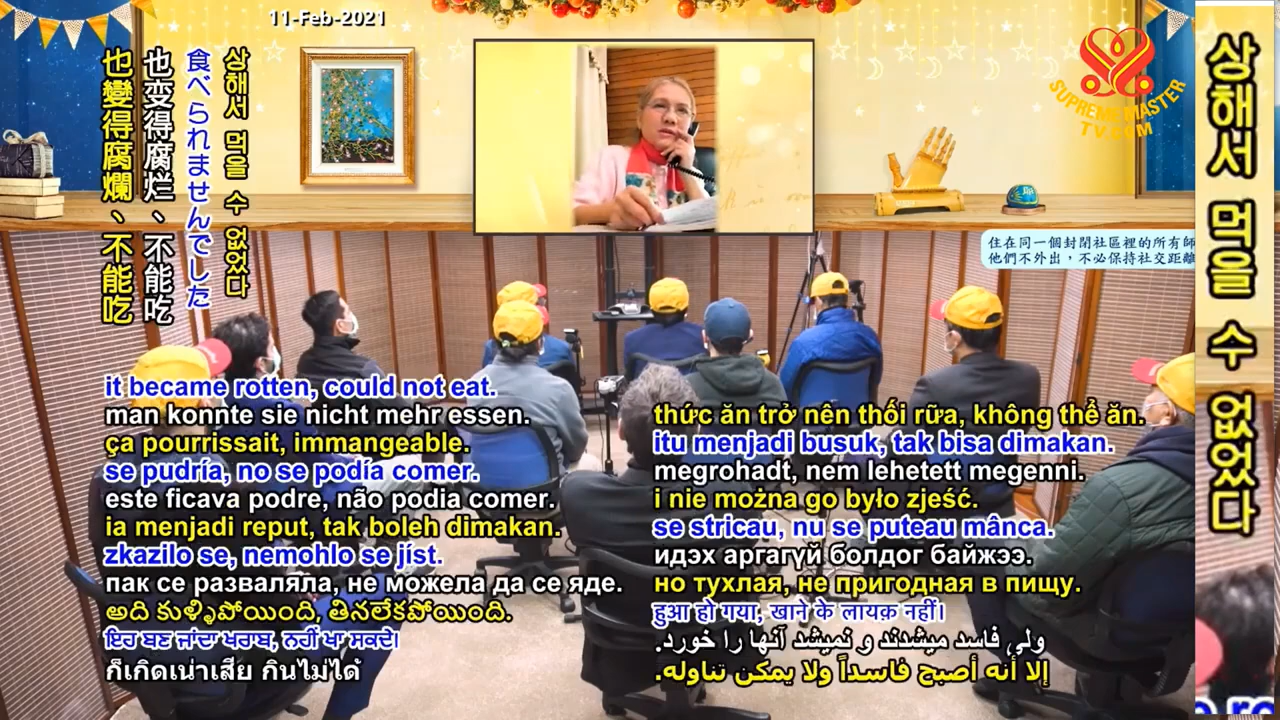 11-Feb-2021
SUPREME MASTER
TV.COM
상해서 먹을 수 없었다
食べられませんでした
也变得腐烂、不能吃
也變得腐爛、不能吃
상해서 먹을 수 없었다
住在同一個封閉社區裡的所有師
他們不外出，不必保持社交距離
it became rotten, could not eat.
man konnte sie nicht mehr essen.
ça pourrissait, immangeable.
se pudría, no se podía comer.
este ficava podre, não podia comer.
ia menjadi reput, tak boleh dimakan.
zkazilo se, nemohlo se jíst.
пак се разваляла, не можела да се яде.
అది కుళ్ళిపోయింది, తినలేకపోయింది.
ਇਹ ਬਣ ਜਾਂਦਾ ਖਰਾਬ, ਨਹੀਂ ਖਾ ਸਕਦੇ।
ก็เกิดเน่าเสีย กินไม่ได้
thức ăn trở nên thối rữa, không thể ăn.
itu menjadi busuk, tak bisa dimakan.
megrohadt, nem lehetett megenni.
i nie można go było zjeść.
se stricau, nu se puteau mânca.
идэх аргагүй болдог байжээ.
но тухлая, не пригодная в пищу.
हुआ हो गया, खाने के लायक़ नहीं।
ولی فاسد میشدند و نمیشد آنها را خورد.
إلا أنه أصبح فاسداً ولا يمكن تناوله.